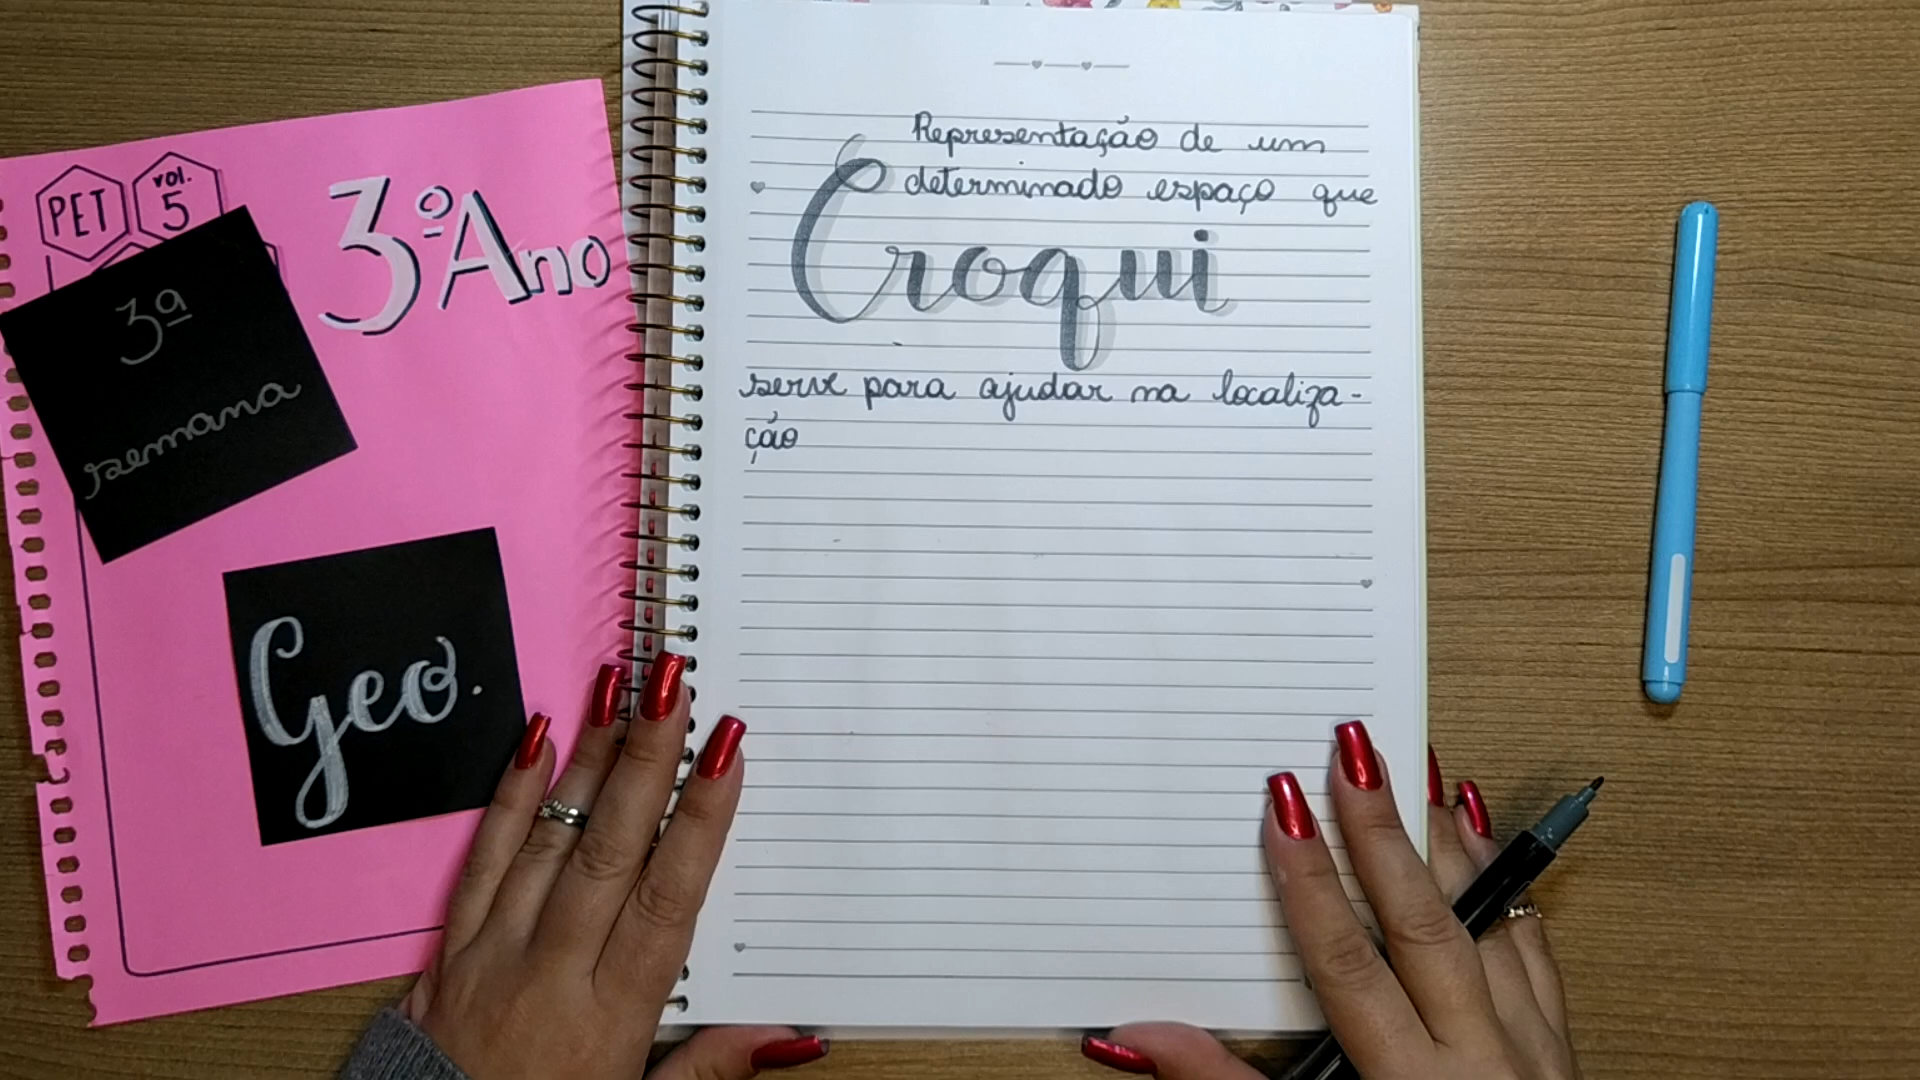 PET
vol.
5
3º Ano
3ª
semana
Geo.
Representação de um
determinado espaço que
Croqui
serve para ajudar na localiza-
ção